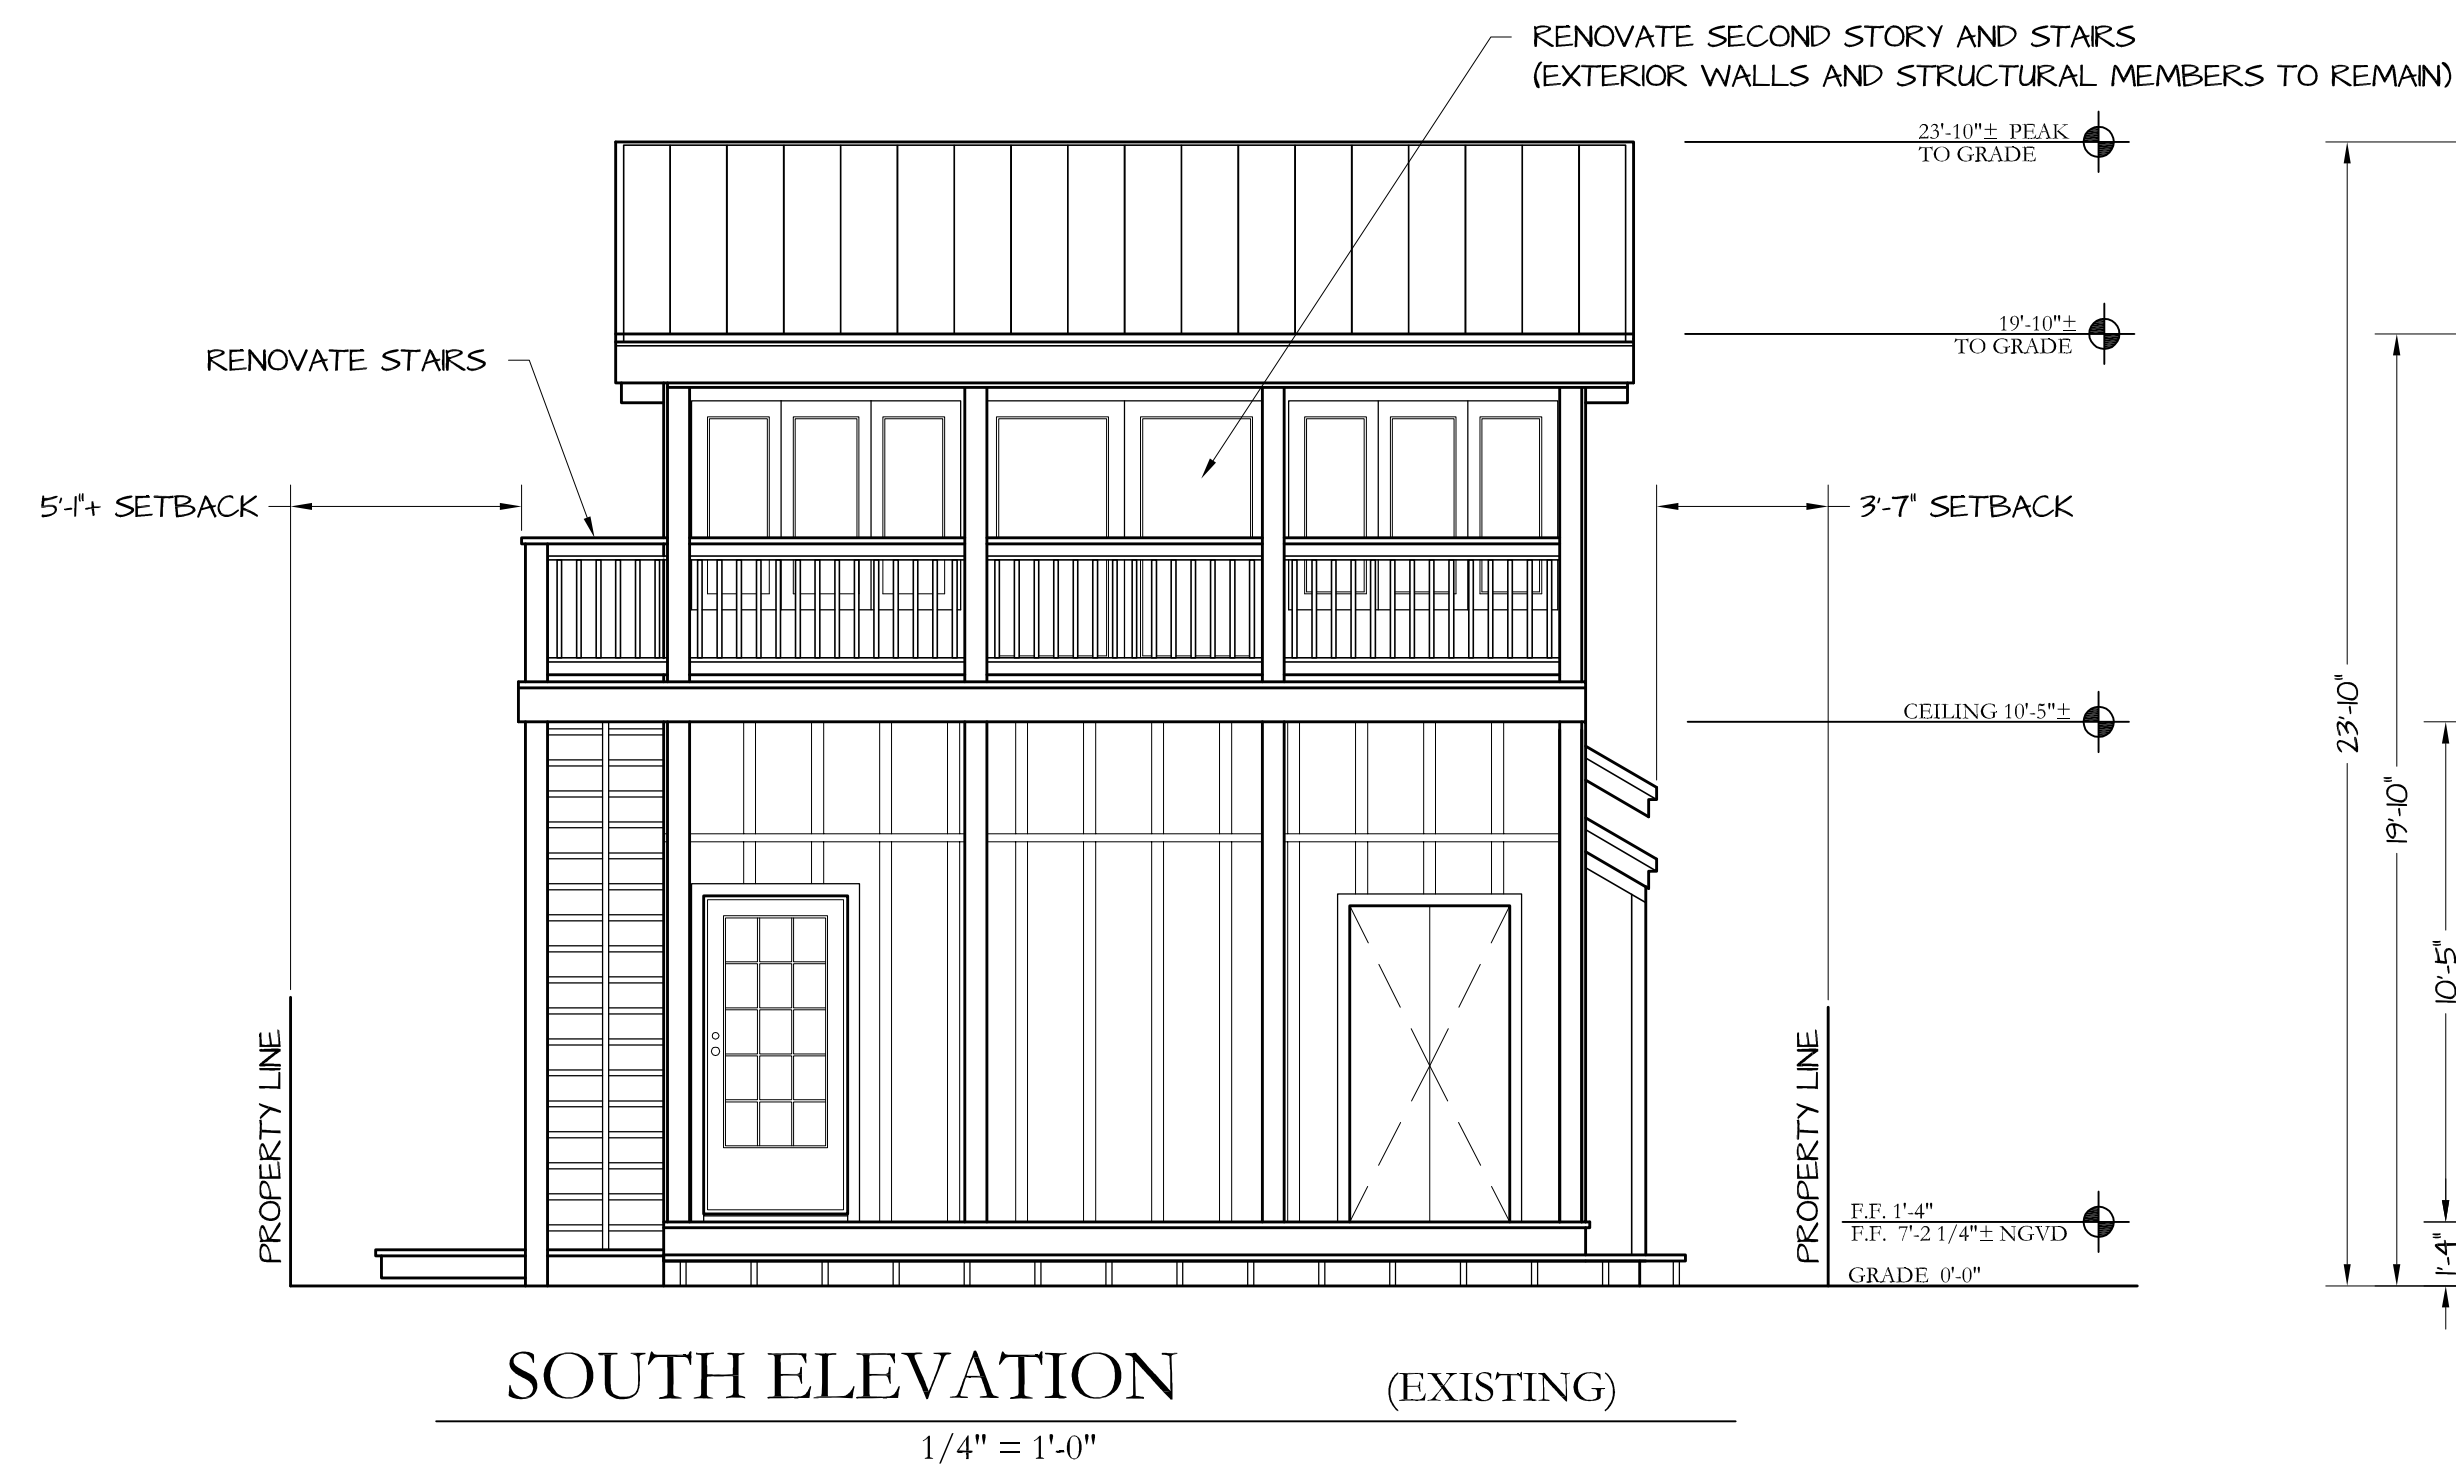 RENOVATE SECOND STORY AND STAIRS
(EXTERIOR WALLS AND STRUCTURAL MEMBERS TO REMAIN)
23'-10"± PEAK
TO GRADE
19'-10"±
TO GRADE
RENOVATE STAIRS
5'-1"+ SETBACK
3'-7" SETBACK
CEILING 10'-5"±
23'-10"
19'-10"
10'-5"
1'-4"
PROPERTY LINE
PROPERTY LINE
F.F. 1'-4"
F.F. 7'-2 1/4"± NGVD
GRADE 0'-0"
SOUTH ELEVATION (EXISTING)
1/4" = 1'-0"